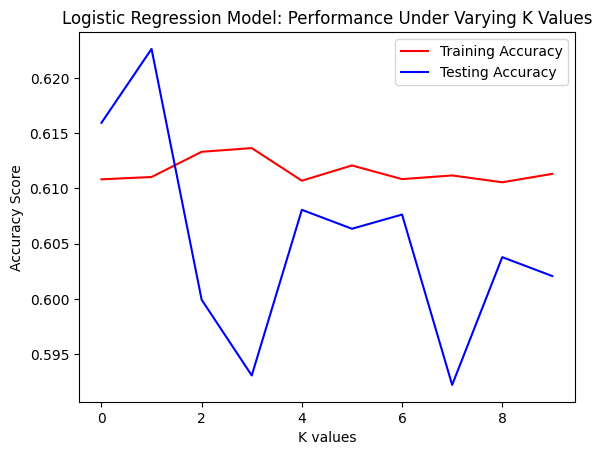 Logistic Regression Model: Performance Under Varying K Values
Training Accuracy
Testing Accuracy
Accuracy Score
0.620
0.615
0.610
0.605
0.600
0.595
0 2 4 6 8
K values